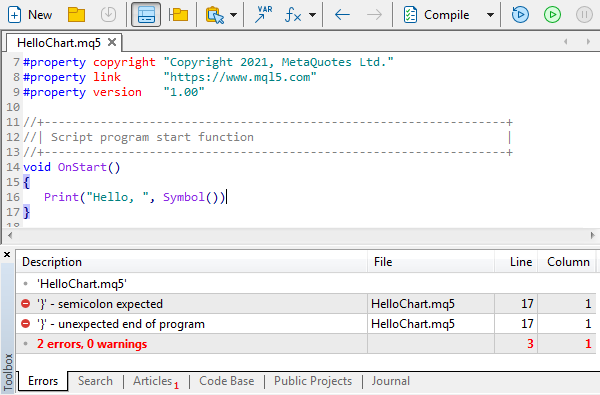 New VAR fx Compile
HelloChart.mq5
7 #property copyright "Copyright 2021, MetaQuotes Ltd."
8 #property link      "https://www.mql5.com"
9 #property version   "1.00"
10
11 //+------------------------------------------------------------------+
12 //| Script program start function                                    |
13 //+------------------------------------------------------------------+
14 void OnStart()
15 {
16    Print("Hello, ", Symbol())
17 }
18
Description File Line Column
'HelloChart.mq5'
'}' - semicolon expected HelloChart.mq5 17 1
'}' - unexpected end of program HelloChart.mq5 17 1
2 errors, 0 warnings 3 1
Toolbox
Errors Search Articles 1 Code Base Public Projects Journal